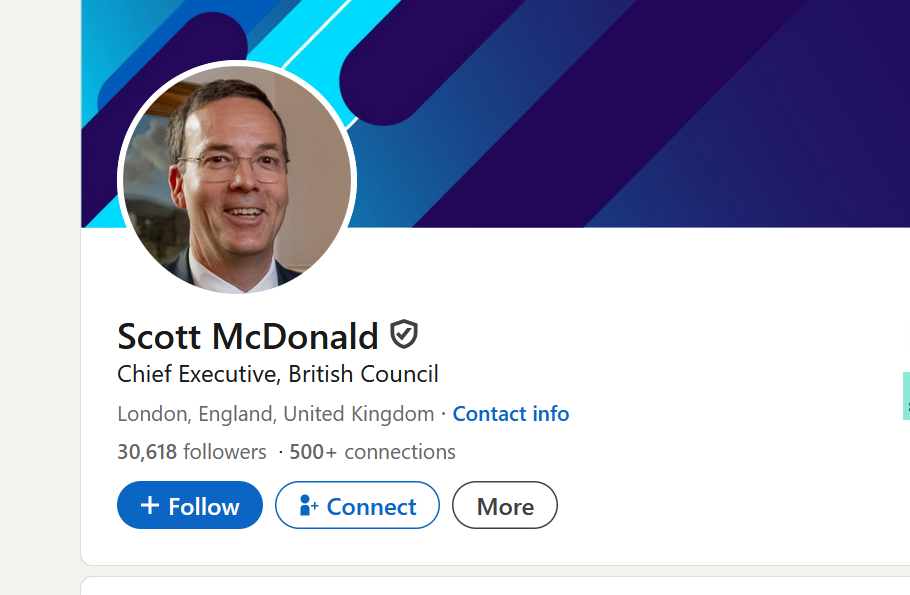 Scott McDonald
Chief Executive, British Council
London, England, United Kingdom · Contact info
30,618 followers · 500+ connections
+ Follow
Connect
More